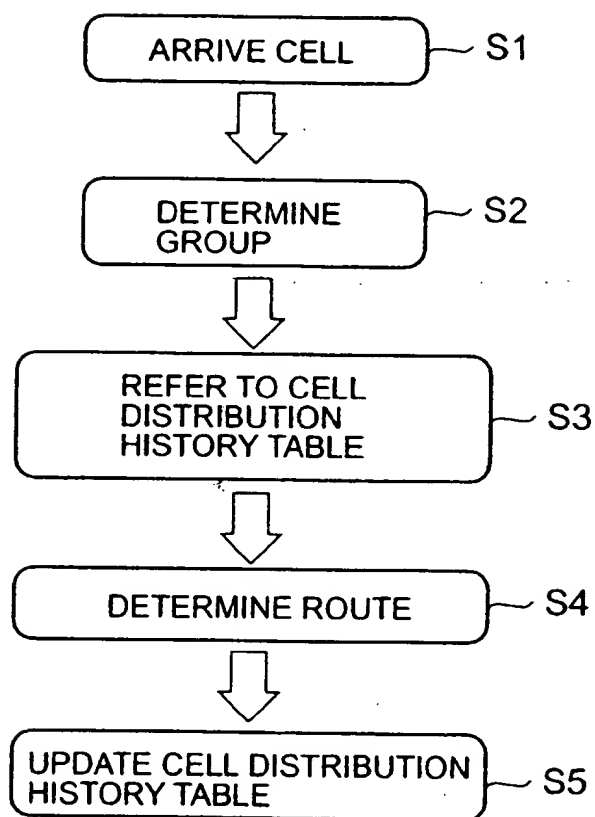 ARRIVE CELL
S1
DETERMINE
GROUP
S2
REFER TO CELL
DISTRIBUTION
HISTORY TABLE
S3
DETERMINE ROUTE
S4
UPDATE CELL DISTRIBUTION
HISTORY TABLE
S5